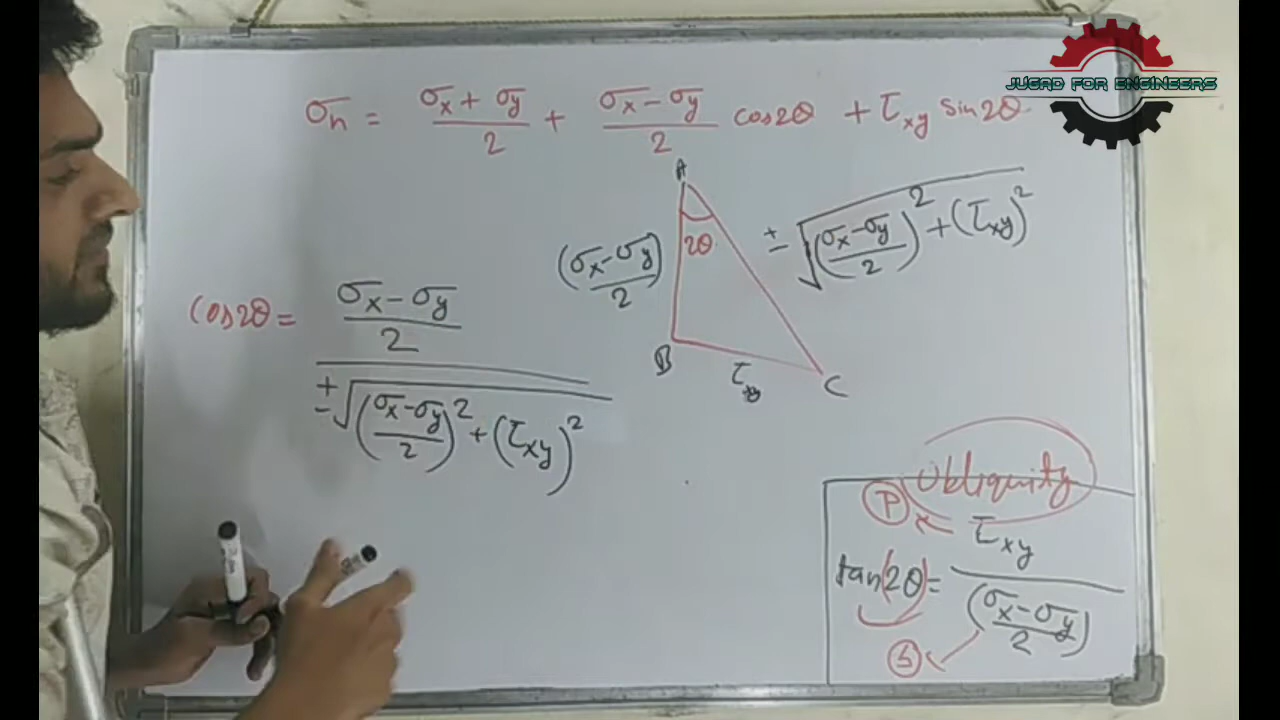 JUGAD FOR ENGINEERS
σn = σx + σy / 2 + σx − σy / 2 cos2θ + τxy sin2θ
A
2θ
(σx − σy / 2)
± √(σx − σy / 2)² + (τxy)²
B
C
cos2θ = σx − σy / 2
± √(σx − σy / 2)² + (τxy)²
Obliquity
P
tan(2θ) = τxy / (σx − σy / 2)